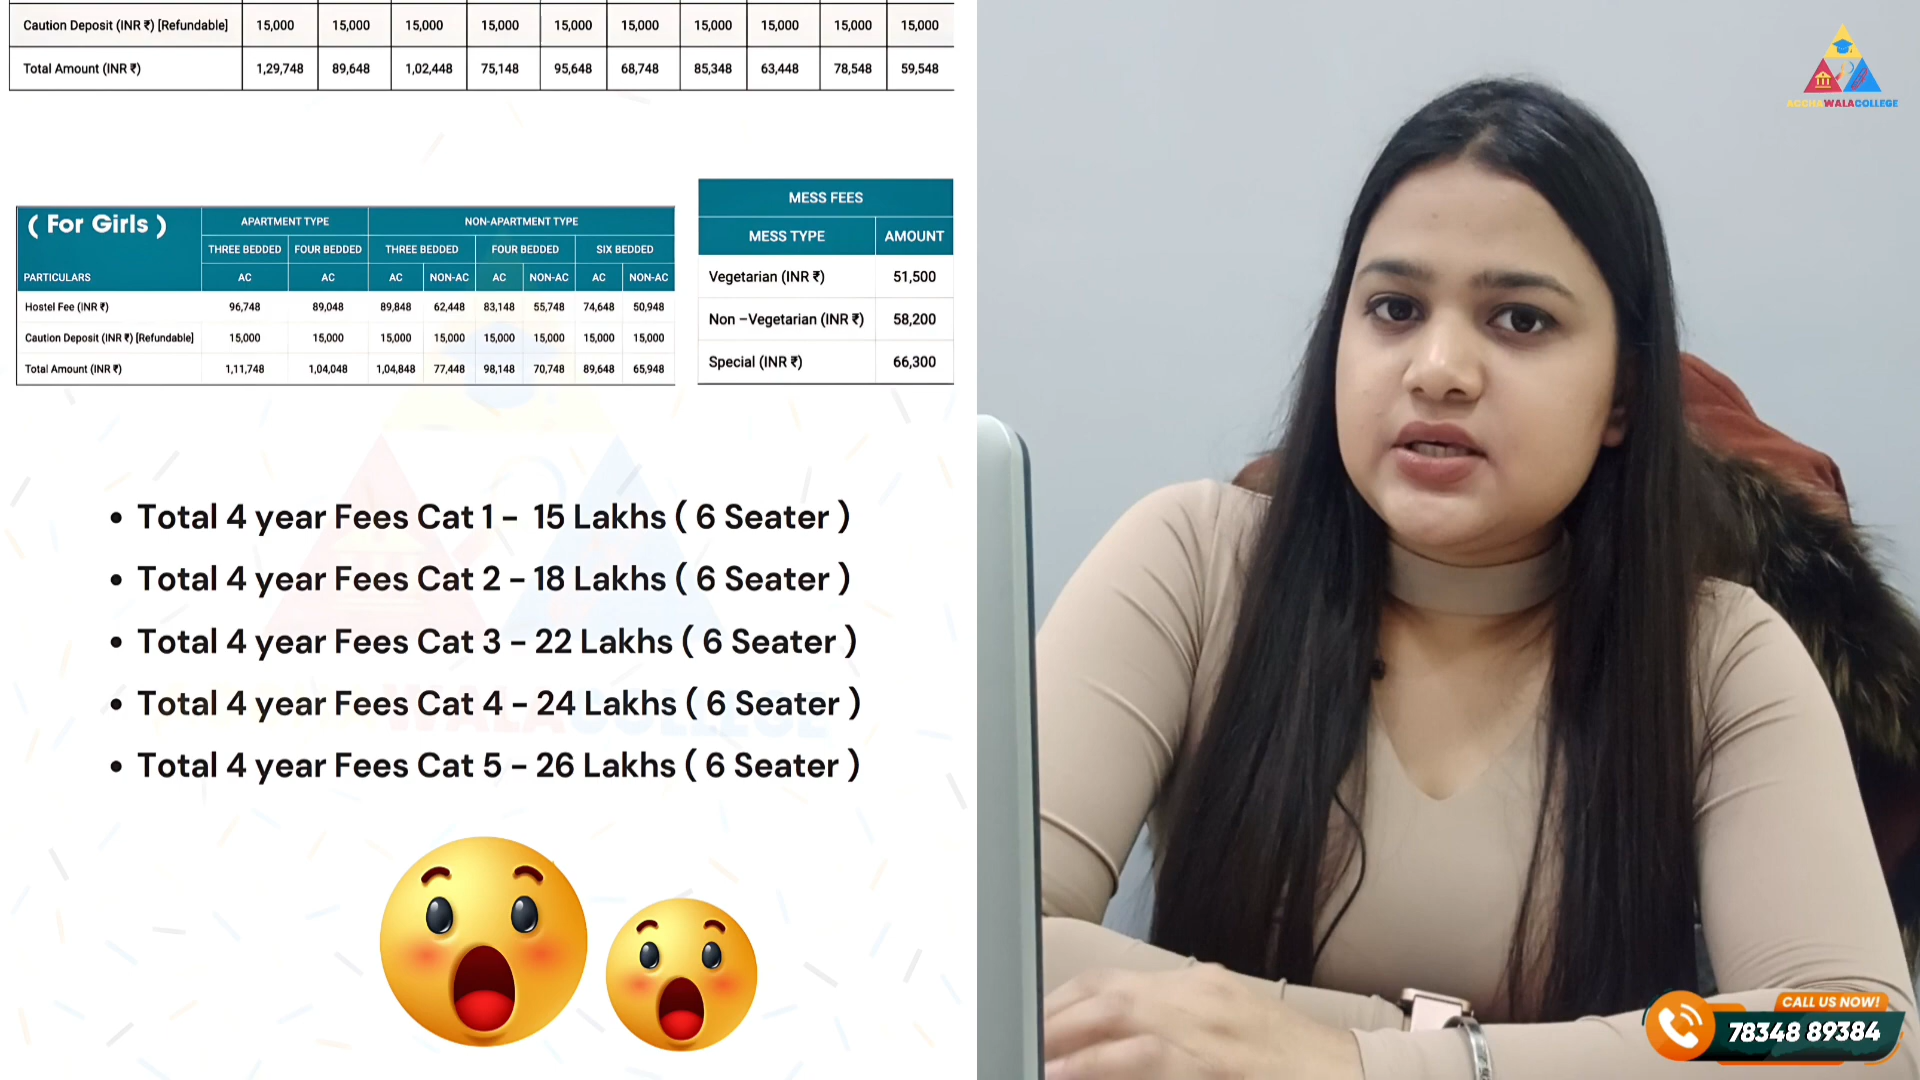 Caution Deposit (INR ₹) [Refundable] 15,000 15,000 15,000 15,000 15,000 15,000 15,000 15,000 15,000 15,000
Total Amount (INR ₹) 1,29,748 89,648 1,02,448 75,148 95,648 68,748 85,348 63,448 78,548 59,548
( For Girls ) APARTMENT TYPE NON-APARTMENT TYPE
THREE BEDDED FOUR BEDDED THREE BEDDED FOUR BEDDED SIX BEDDED
PARTICULARS AC AC AC NON-AC AC NON-AC AC NON-AC
Hostel Fee (INR ₹) 96,748 89,048 89,848 62,448 83,148 55,748 74,648 50,948
Caution Deposit (INR ₹) [Refundable] 15,000 15,000 15,000 15,000 15,000 15,000 15,000 15,000
Total Amount (INR ₹) 1,11,748 1,04,048 1,04,848 77,448 98,148 70,748 89,648 65,948
MESS FEES
MESS TYPE AMOUNT
Vegetarian (INR ₹) 51,500
Non –Vegetarian (INR ₹) 58,200
Special (INR ₹) 66,300
• Total 4 year Fees Cat 1 - 15 Lakhs ( 6 Seater )
• Total 4 year Fees Cat 2 - 18 Lakhs ( 6 Seater )
• Total 4 year Fees Cat 3 - 22 Lakhs ( 6 Seater )
• Total 4 year Fees Cat 4 - 24 Lakhs ( 6 Seater )
• Total 4 year Fees Cat 5 - 26 Lakhs ( 6 Seater )
ACCHAWALACOLLEGE
CALL US NOW!
78348 89384